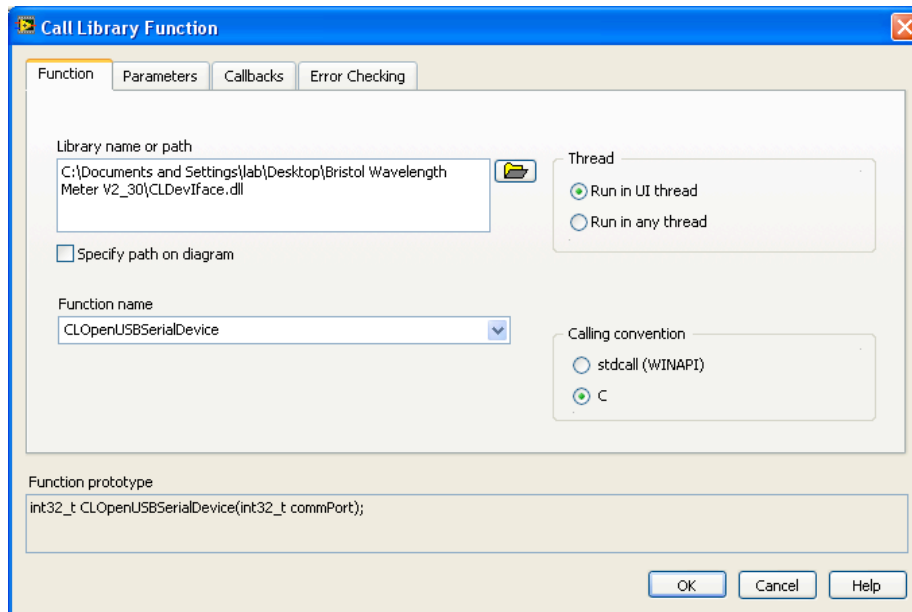 Call Library Function
Function Parameters Callbacks Error Checking
Library name or path
C:\Documents and Settings\lab\Desktop\Bristol Wavelength
Meter V2_30\CLDevIface.dll
Thread
Run in UI thread
Run in any thread
Specify path on diagram
Function name
CLOpenUSBSerialDevice
Calling convention
stdcall (WINAPI)
C
Function prototype
int32_t CLOpenUSBSerialDevice(int32_t commPort);
OK Cancel Help